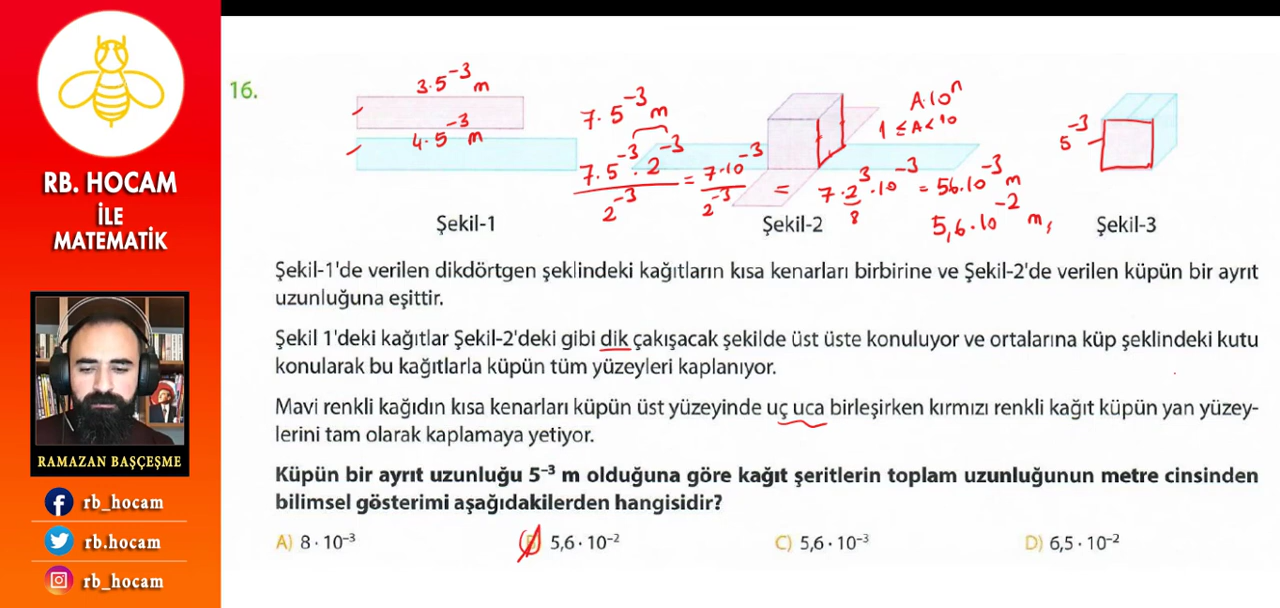 RB. HOCAM
İLE
MATEMATİK
RAMAZAN BAŞÇEŞME
rb_hocam
rb.hocam
rb_hocam
16.
3·5⁻³ m
4·5⁻³ m
7·5⁻³ m
7·5⁻³·2⁻³ / 2⁻³ = 7·10⁻³ / 2⁻³ = 7·2³·10⁻³ = 56·10⁻³ m
8
5,6·10⁻² m
A·10ⁿ
1 ≤ A < 10
5⁻³
Şekil-1
Şekil-2
Şekil-3
Şekil-1'de verilen dikdörtgen şeklindeki kağıtların kısa kenarları birbirine ve Şekil-2'de verilen küpün bir ayrıt
uzunluğuna eşittir.
Şekil 1'deki kağıtlar Şekil-2'deki gibi dik çakışacak şekilde üst üste konuluyor ve ortalarına küp şeklindeki kutu
konularak bu kağıtlarla küpün tüm yüzeyleri kaplanıyor.
Mavi renkli kağıdın kısa kenarları küpün üst yüzeyinde uç uca birleşirken kırmızı renkli kağıt küpün yan yüzey-
lerini tam olarak kaplamaya yetiyor.
Küpün bir ayrıt uzunluğu 5⁻³ m olduğuna göre kağıt şeritlerin toplam uzunluğunun metre cinsinden
bilimsel gösterimi aşağıdakilerden hangisidir?
A) 8 · 10⁻³
B) 5,6 · 10⁻²
C) 5,6 · 10⁻³
D) 6,5 · 10⁻²